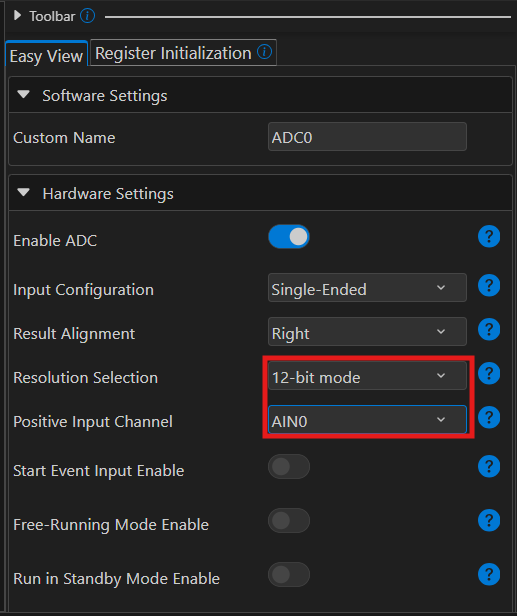 Toolbar
Easy View Register Initialization
Software Settings
Custom Name ADC0
Hardware Settings
Enable ADC ?
Input Configuration Single-Ended ?
Result Alignment Right ?
Resolution Selection 12-bit mode ?
Positive Input Channel AIN0 ?
Start Event Input Enable ?
Free-Running Mode Enable ?
Run in Standby Mode Enable ?